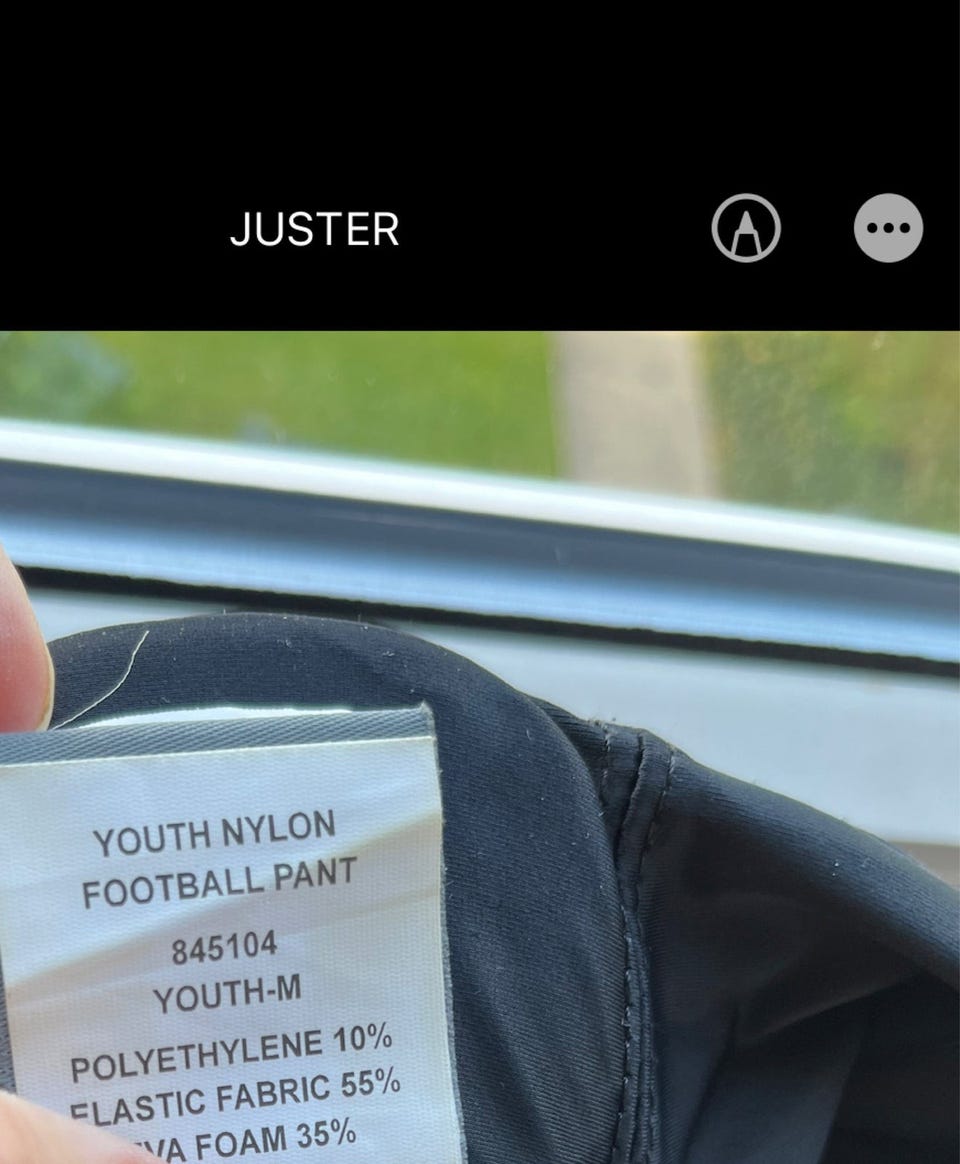 JUSTER
YOUTH NYLON
FOOTBALL PANT
845104
YOUTH-M
POLYETHYLENE 10%
ELASTIC FABRIC 55%
FOAM 35%